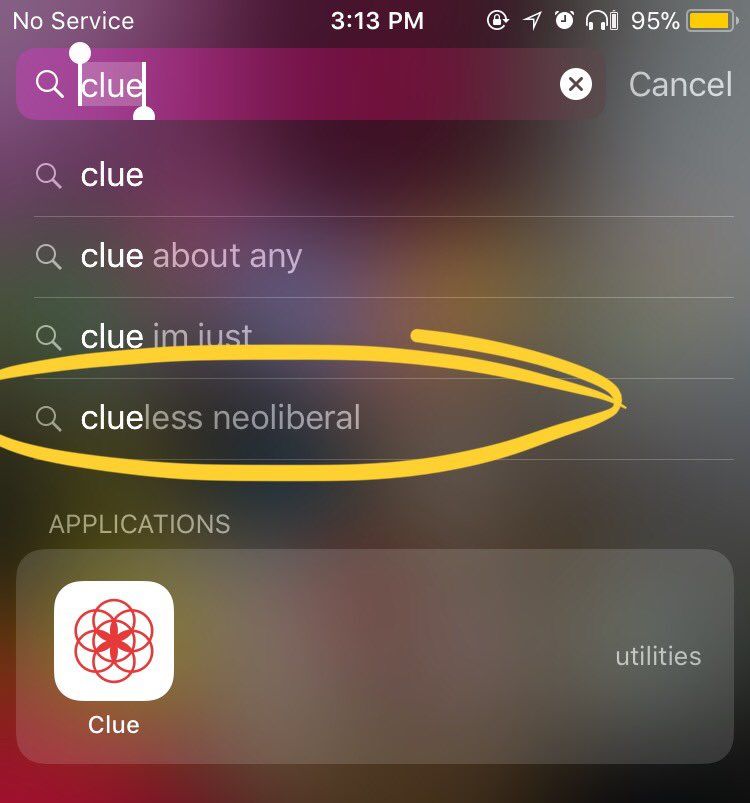 No Service 3:13 PM 95%
clue Cancel
clue
clue about any
clue im just
clueless neoliberal
APPLICATIONS
utilities
Clue